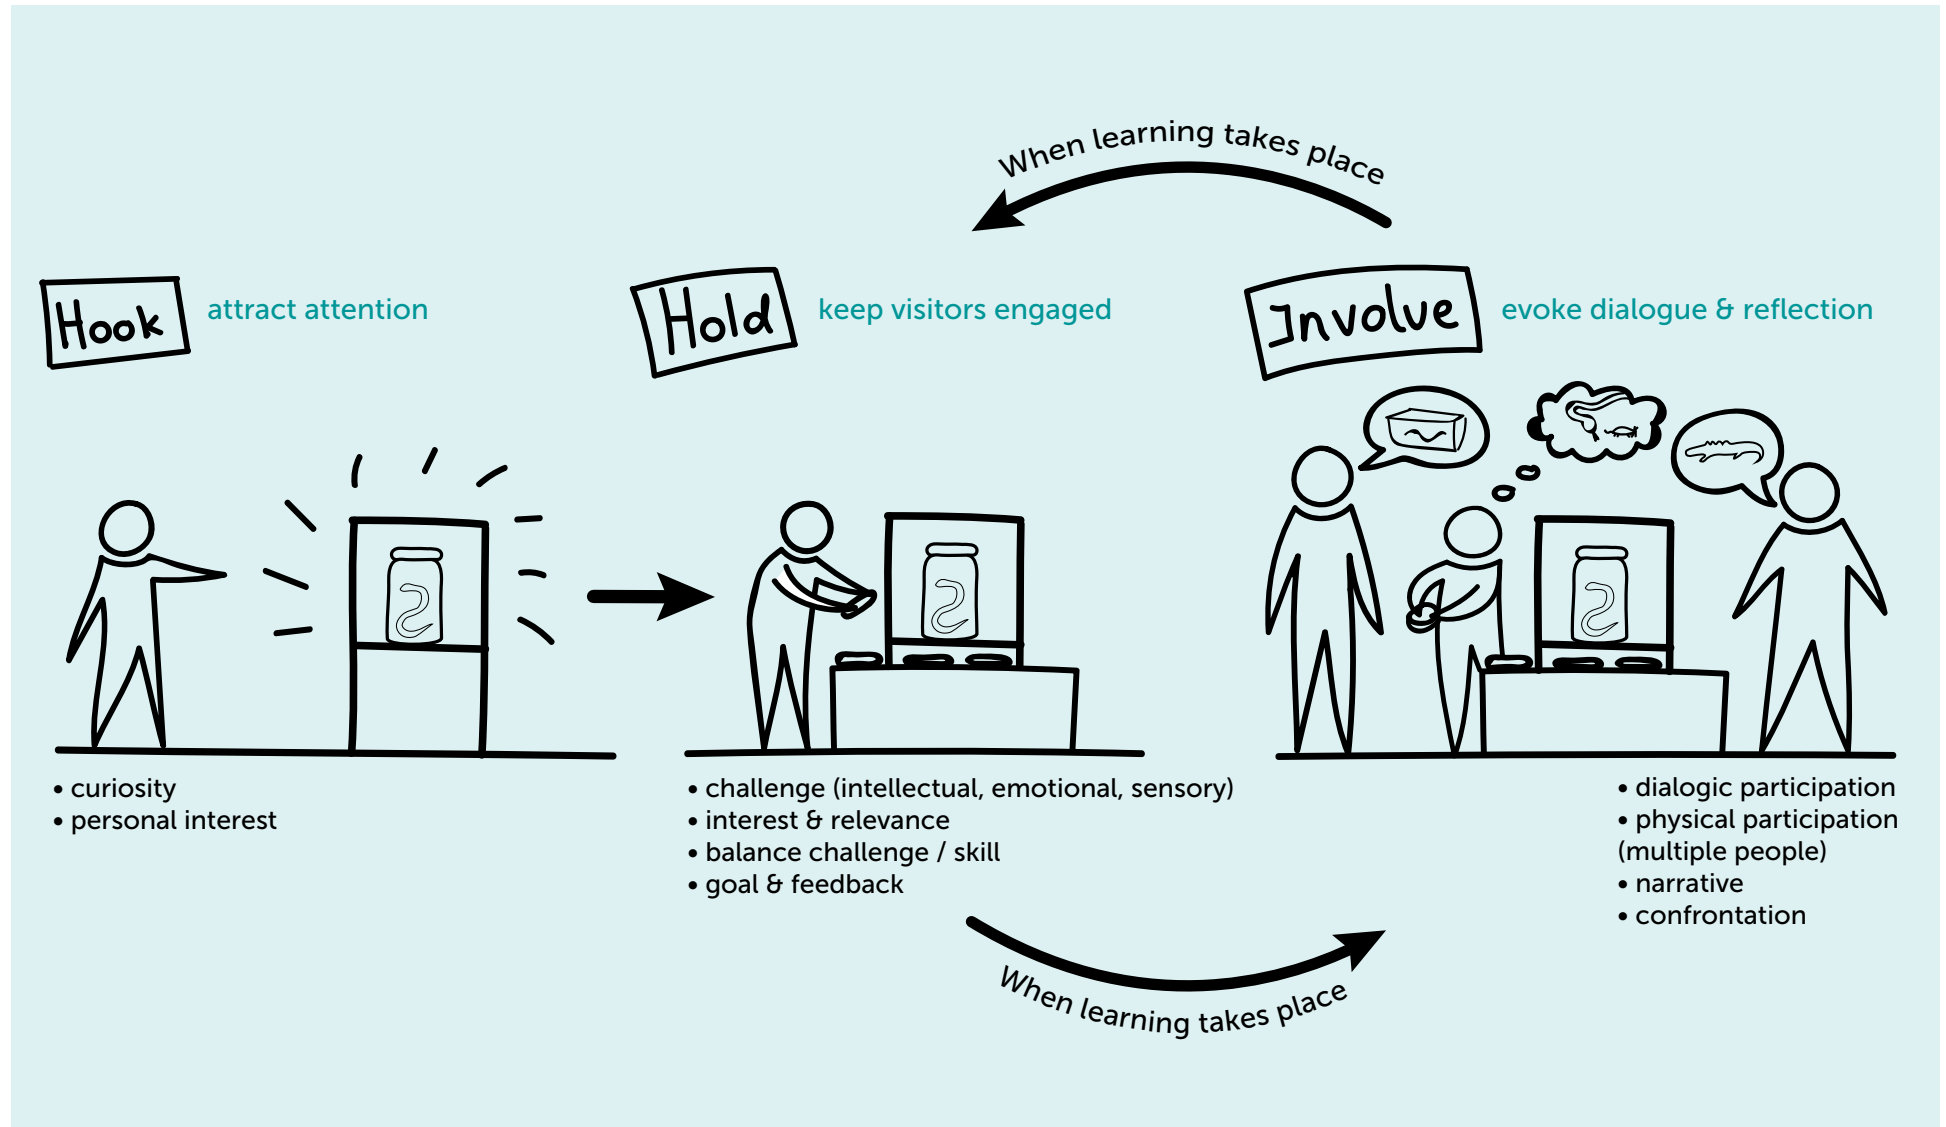 When learning takes place
Hook
attract attention
Hold
keep visitors engaged
Involve
evoke dialogue & reflection
• curiosity
• personal interest
• challenge (intellectual, emotional, sensory)
• interest & relevance
• balance challenge / skill
• goal & feedback
• dialogic participation
• physical participation
(multiple people)
• narrative
• confrontation
When learning takes place